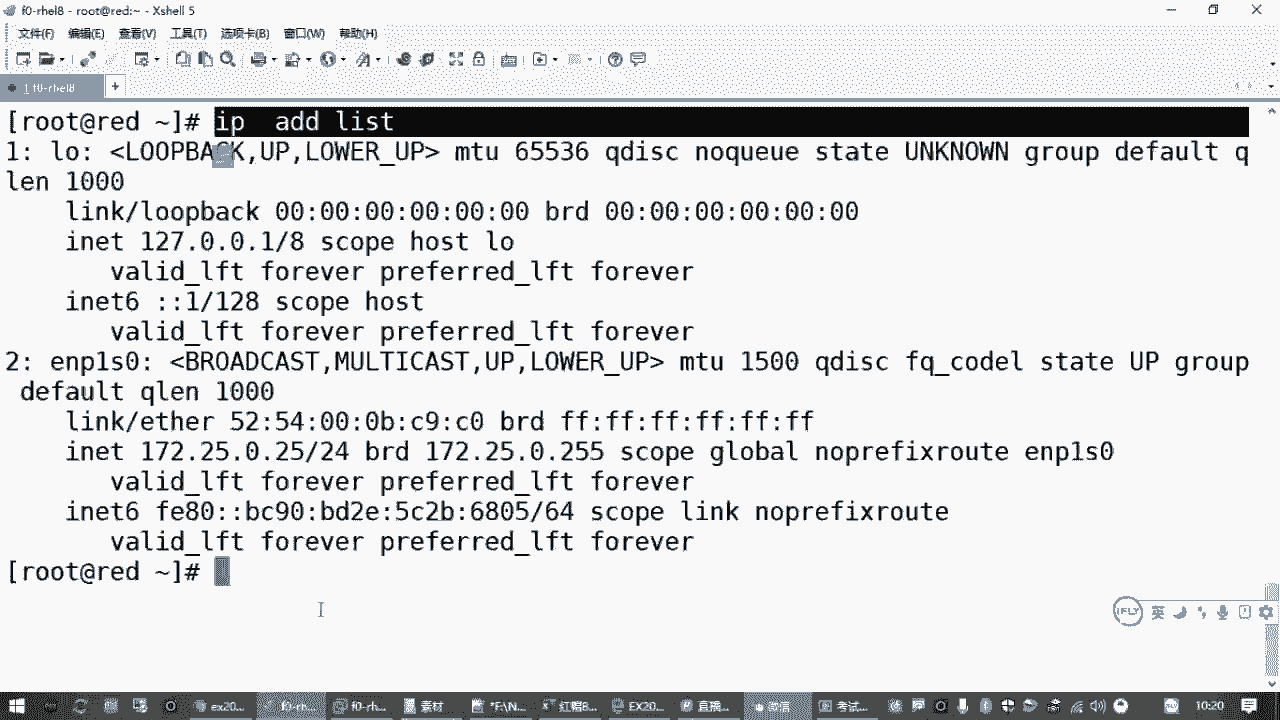 f0-rhel8 - root@red:~ - Xshell 5
文件(F) 编辑(E) 查看(V) 工具(T) 选项卡(B) 窗口(W) 帮助(H)
1 f0-rhel8
[root@red ~]# ip  add list
1: lo: <LOOPBACK,UP,LOWER_UP> mtu 65536 qdisc noqueue state UNKNOWN group default q
len 1000
    link/loopback 00:00:00:00:00:00 brd 00:00:00:00:00:00
    inet 127.0.0.1/8 scope host lo
       valid_lft forever preferred_lft forever
    inet6 ::1/128 scope host
       valid_lft forever preferred_lft forever
2: enp1s0: <BROADCAST,MULTICAST,UP,LOWER_UP> mtu 1500 qdisc fq_codel state UP group
 default qlen 1000
    link/ether 52:54:00:0b:c9:c0 brd ff:ff:ff:ff:ff:ff
    inet 172.25.0.25/24 brd 172.25.0.255 scope global noprefixroute enp1s0
       valid_lft forever preferred_lft forever
    inet6 fe80::bc90:bd2e:5c2b:6805/64 scope link noprefixroute
       valid_lft forever preferred_lft forever
[root@red ~]#
iFLY 英
ex20... f0-rh... f0-rh... 素材 "F:\N... 红帽8... EX20... 直播... 微信 考试... 10:20